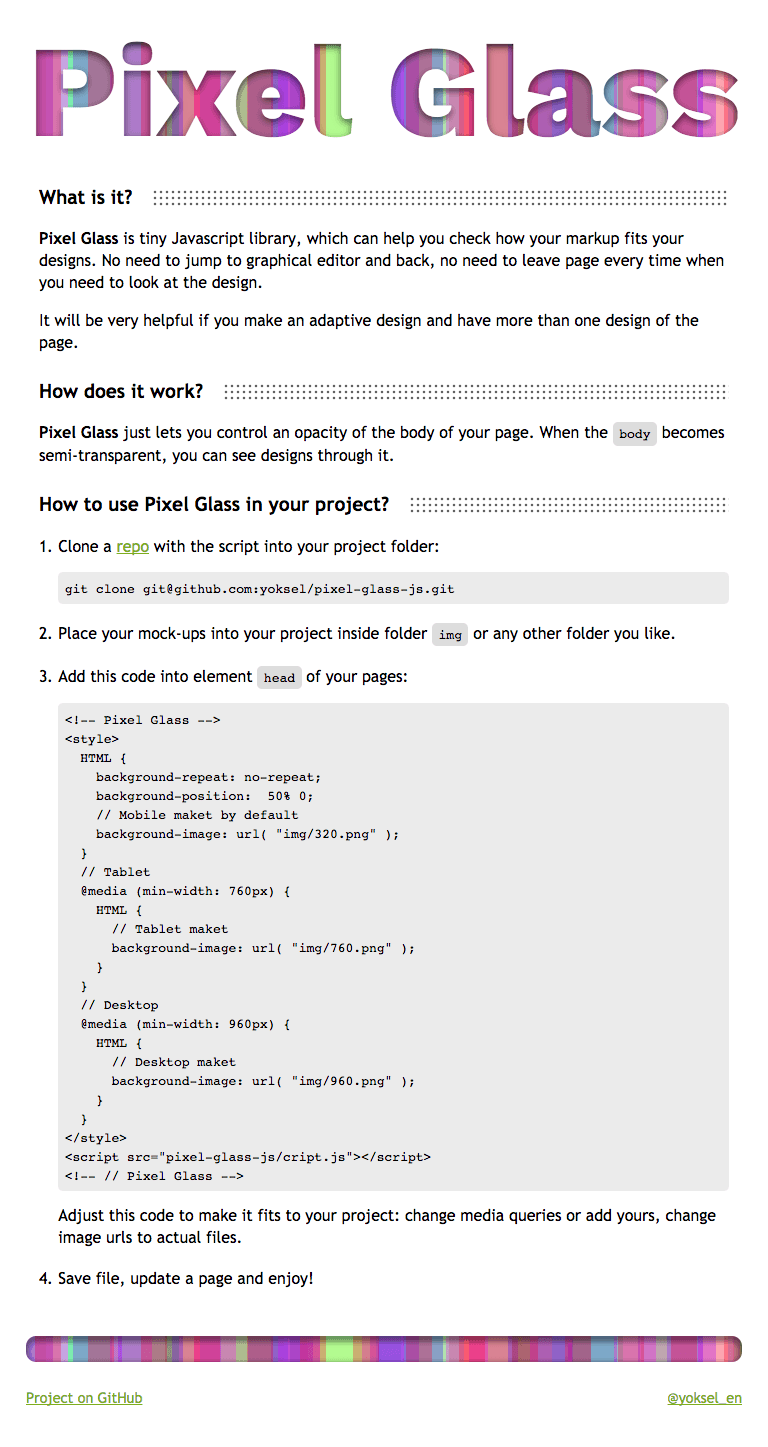 Pixel Glass
What is it?
Pixel Glass is tiny Javascript library, which can help you check how your markup fits your
designs. No need to jump to graphical editor and back, no need to leave page every time when
you need to look at the design.
It will be very helpful if you make an adaptive design and have more than one design of the
page.
How does it work?
Pixel Glass just lets you control an opacity of the body of your page. When the body becomes
semi-transparent, you can see designs through it.
How to use Pixel Glass in your project?
1. Clone a repo with the script into your project folder:
git clone git@github.com:yoksel/pixel-glass-js.git
2. Place your mock-ups into your project inside folder img or any other folder you like.
3. Add this code into element head of your pages:
<!-- Pixel Glass -->
<style>
  HTML {
    background-repeat: no-repeat;
    background-position:  50% 0;
    // Mobile maket by default
    background-image: url( "img/320.png" );
  }
  // Tablet
  @media (min-width: 760px) {
    HTML {
      // Tablet maket
      background-image: url( "img/760.png" );
    }
  }
  // Desktop
  @media (min-width: 960px) {
    HTML {
      // Desktop maket
      background-image: url( "img/960.png" );
    }
  }
</style>
<script src="pixel-glass-js/cript.js"></script>
<!-- // Pixel Glass -->
Adjust this code to make it fits to your project: change media queries or add yours, change
image urls to actual files.
4. Save file, update a page and enjoy!
Project on GitHub
@yoksel_en